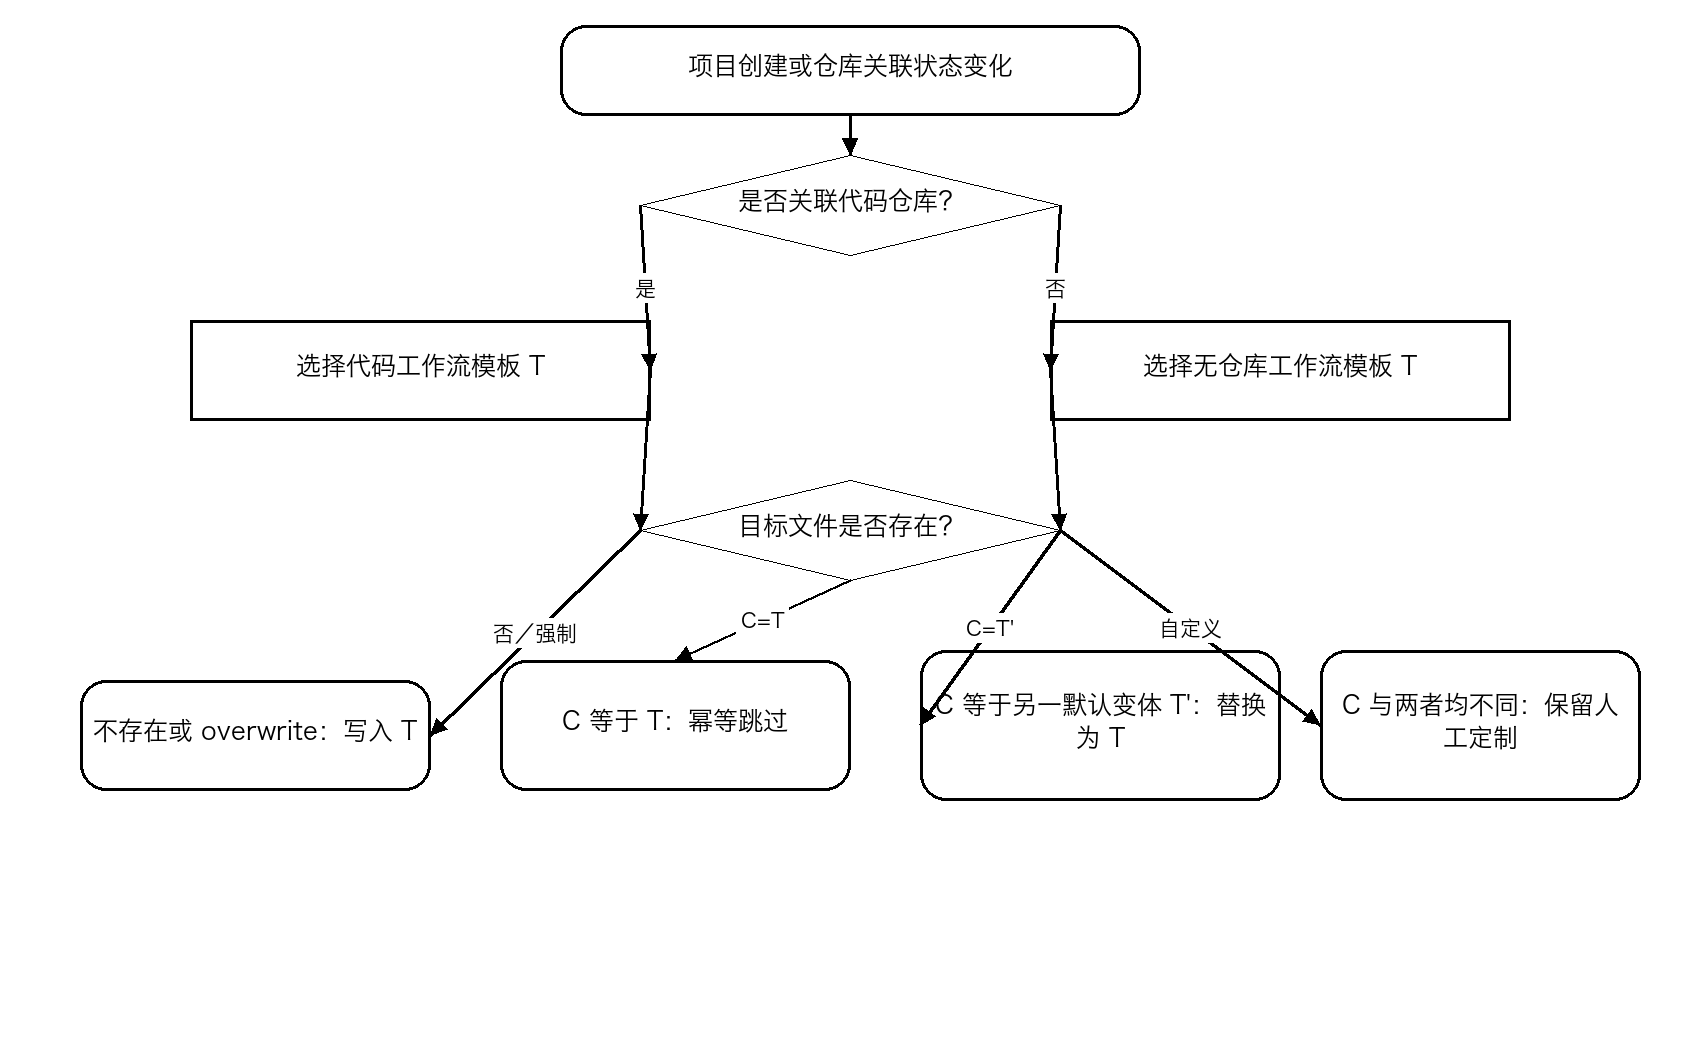 项目创建或仓库关联状态变化
是否关联代码仓库?
是
否
选择代码工作流模板 T
选择无仓库工作流模板 T
目标文件是否存在?
否／强制
C=T
C=T'
自定义
不存在或 overwrite：写入 T
C 等于 T：幂等跳过
C 等于另一默认变体 T'：替换
为 T
C 与两者均不同：保留人
工定制